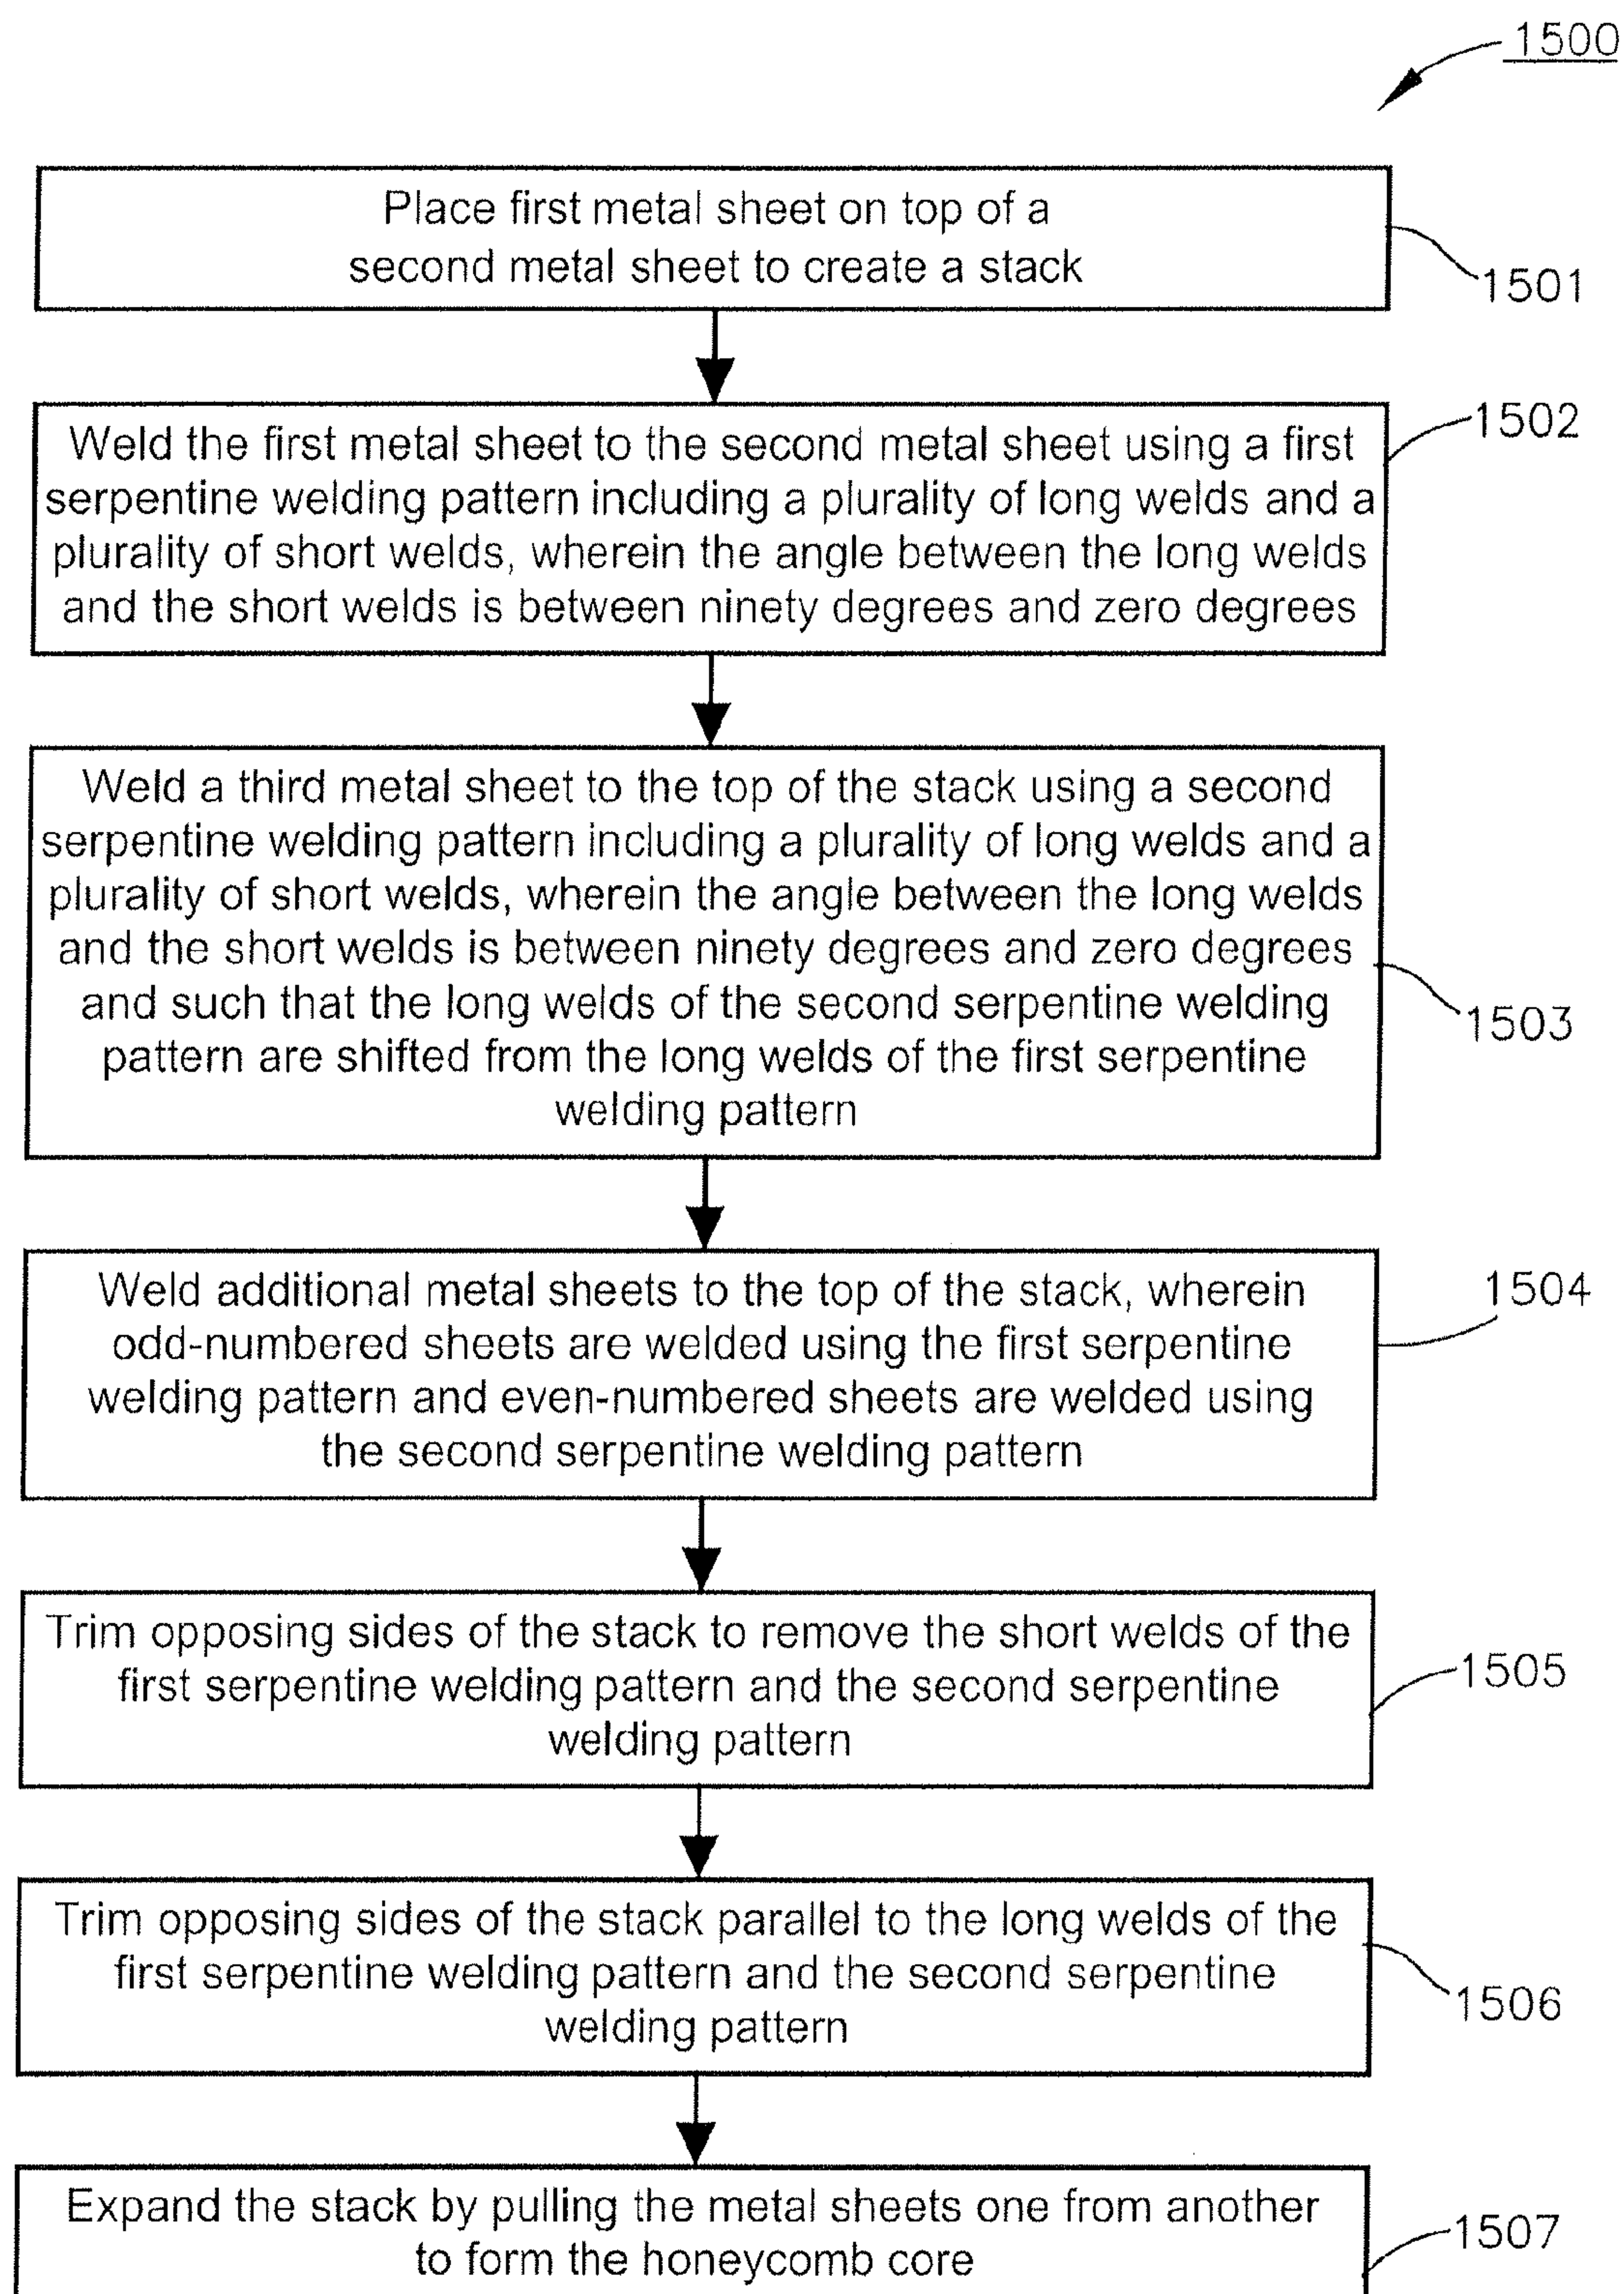 1500
Place first metal sheet on top of a
second metal sheet to create a stack
1501
Weld the first metal sheet to the second metal sheet using a first
serpentine welding pattern including a plurality of long welds and a
plurality of short welds, wherein the angle between the long welds
and the short welds is between ninety degrees and zero degrees
1502
Weld a third metal sheet to the top of the stack using a second
serpentine welding pattern including a plurality of long welds and a
plurality of short welds, wherein the angle between the long welds
and the short welds is between ninety degrees and zero degrees
and such that the long welds of the second serpentine welding
pattern are shifted from the long welds of the first serpentine
welding pattern
1503
Weld additional metal sheets to the top of the stack, wherein
odd-numbered sheets are welded using the first serpentine
welding pattern and even-numbered sheets are welded using
the second serpentine welding pattern
1504
Trim opposing sides of the stack to remove the short welds of the
first serpentine welding pattern and the second serpentine
welding pattern
1505
Trim opposing sides of the stack parallel to the long welds of the
first serpentine welding pattern and the second serpentine
welding pattern
1506
Expand the stack by pulling the metal sheets one from another
to form the honeycomb core
1507